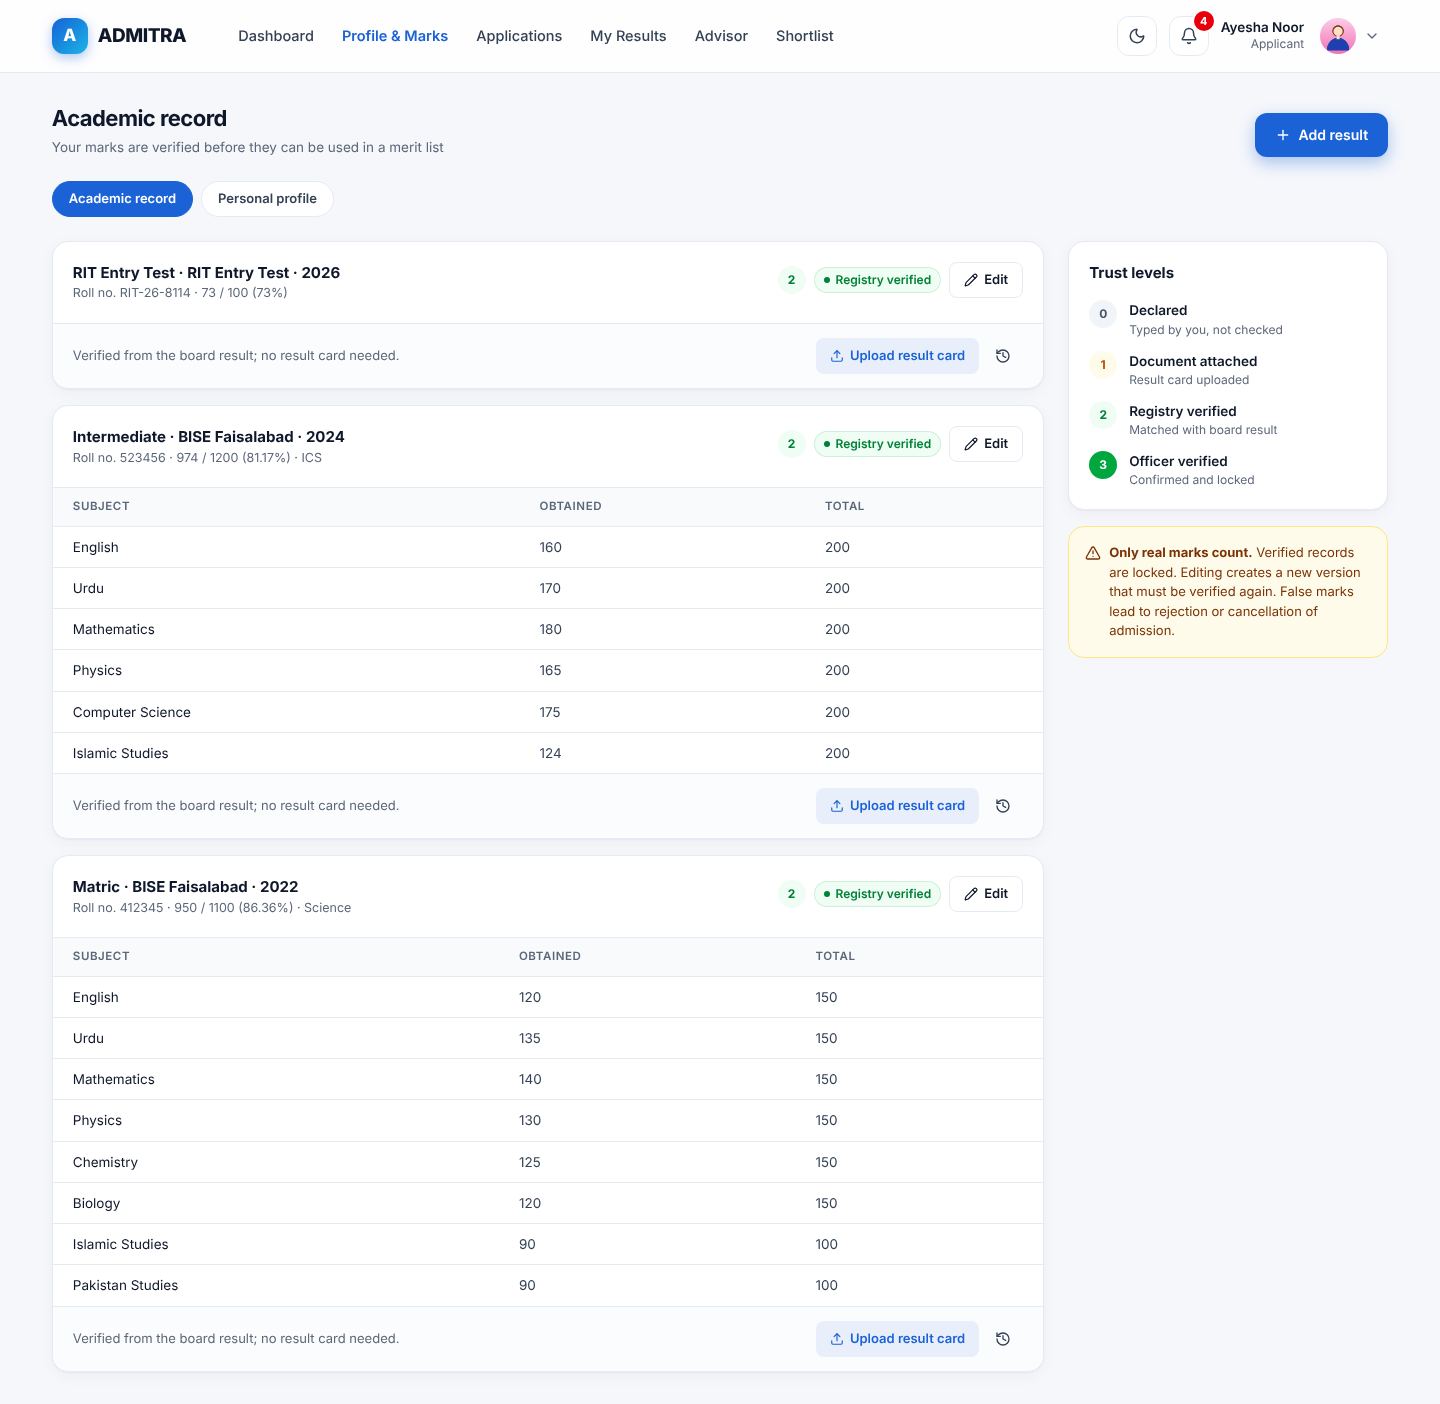 A ADMITRA Dashboard Profile & Marks Applications My Results Advisor Shortlist 4 Ayesha Noor
Applicant
Academic record
Your marks are verified before they can be used in a merit list
+ Add result
Academic record Personal profile
RIT Entry Test · RIT Entry Test · 2026
Roll no. RIT-26-8114 · 73 / 100 (73%)
2 Registry verified Edit
Verified from the board result; no result card needed. Upload result card
Intermediate · BISE Faisalabad · 2024
Roll no. 523456 · 974 / 1200 (81.17%) · ICS
2 Registry verified Edit
SUBJECT OBTAINED TOTAL
English 160 200
Urdu 170 200
Mathematics 180 200
Physics 165 200
Computer Science 175 200
Islamic Studies 124 200
Verified from the board result; no result card needed. Upload result card
Matric · BISE Faisalabad · 2022
Roll no. 412345 · 950 / 1100 (86.36%) · Science
2 Registry verified Edit
SUBJECT OBTAINED TOTAL
English 120 150
Urdu 135 150
Mathematics 140 150
Physics 130 150
Chemistry 125 150
Biology 120 150
Islamic Studies 90 100
Pakistan Studies 90 100
Verified from the board result; no result card needed. Upload result card
Trust levels
0 Declared
Typed by you, not checked
1 Document attached
Result card uploaded
2 Registry verified
Matched with board result
3 Officer verified
Confirmed and locked
Only real marks count. Verified records
are locked. Editing creates a new version
that must be verified again. False marks
lead to rejection or cancellation of
admission.